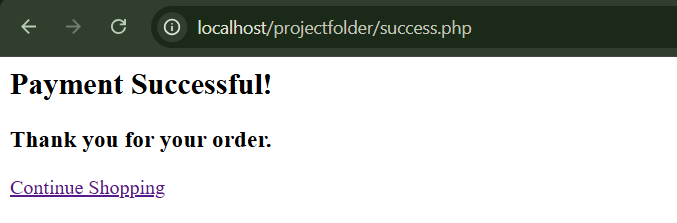 localhost/projectfolder/success.php
Payment Successful!
Thank you for your order.
Continue Shopping